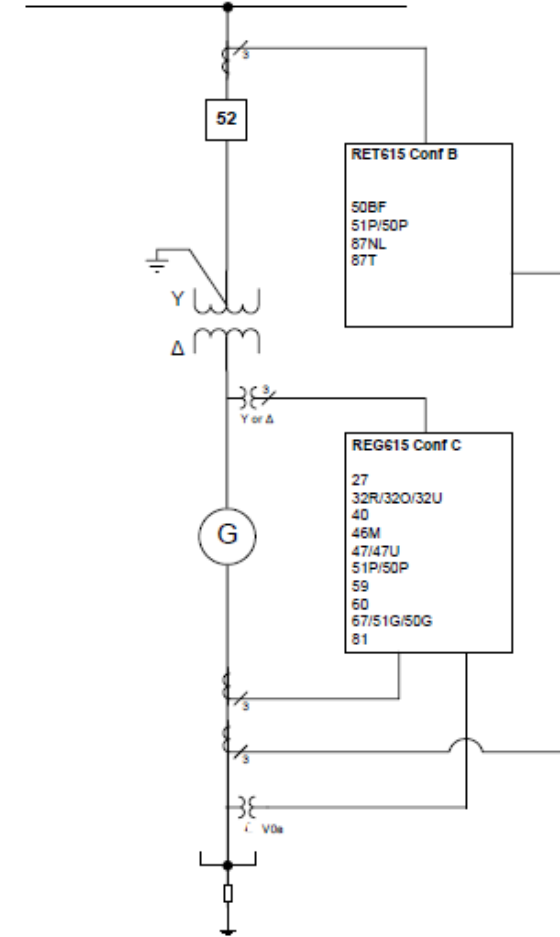 3
52
RET615 Conf B
50BF
51P/50P
87NL
87T
Y
Δ
3
Y or Δ
REG615 Conf C
27
32R/32O/32U
40
46M
47/47U
51P/50P
59
60
67/51G/50G
81
G
3
3
V0s